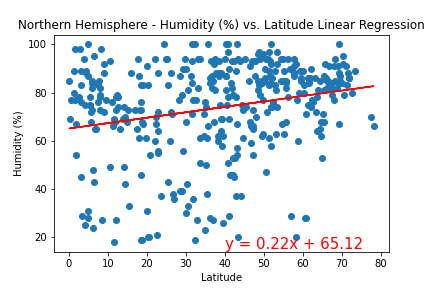 Northern Hemisphere - Humidity (%) vs. Latitude Linear Regression
100
80
60
40
20
Humidity (%)
y = 0.22x + 65.12
0 10 20 30 40 50 60 70 80
Latitude